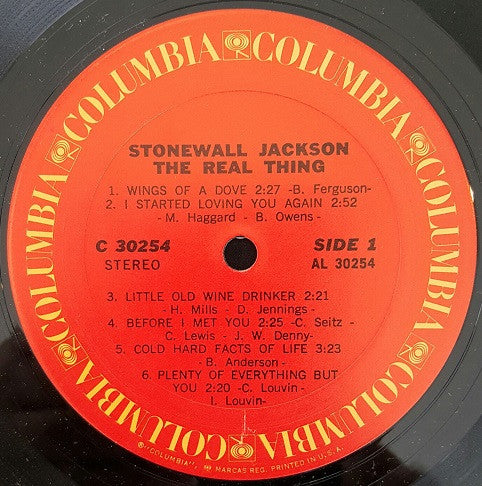 COLUMBIA COLUMBIA COLUMBIA COLUMBIA COLUMBIA COLUMBIA
STONEWALL JACKSON
THE REAL THING
1. WINGS OF A DOVE 2:27 -B. Ferguson-
2. I STARTED LOVING YOU AGAIN 2:52
- M. Haggard - B. Owens -
C 30254 SIDE 1
STEREO AL 30254
3. LITTLE OLD WINE DRINKER 2:21
- H. Mills - D. Jennings -
4. BEFORE I MET YOU 2:25 -C. Seitz -
C. Lewis - J. W. Denny-
5. COLD HARD FACTS OF LIFE 3:23
- B. Anderson -
6. PLENTY OF EVERYTHING BUT
YOU 2:20 -C. Louvin -
I. Louvin-
® "COLUMBIA", MARCAS REG. PRINTED IN U.S.A.